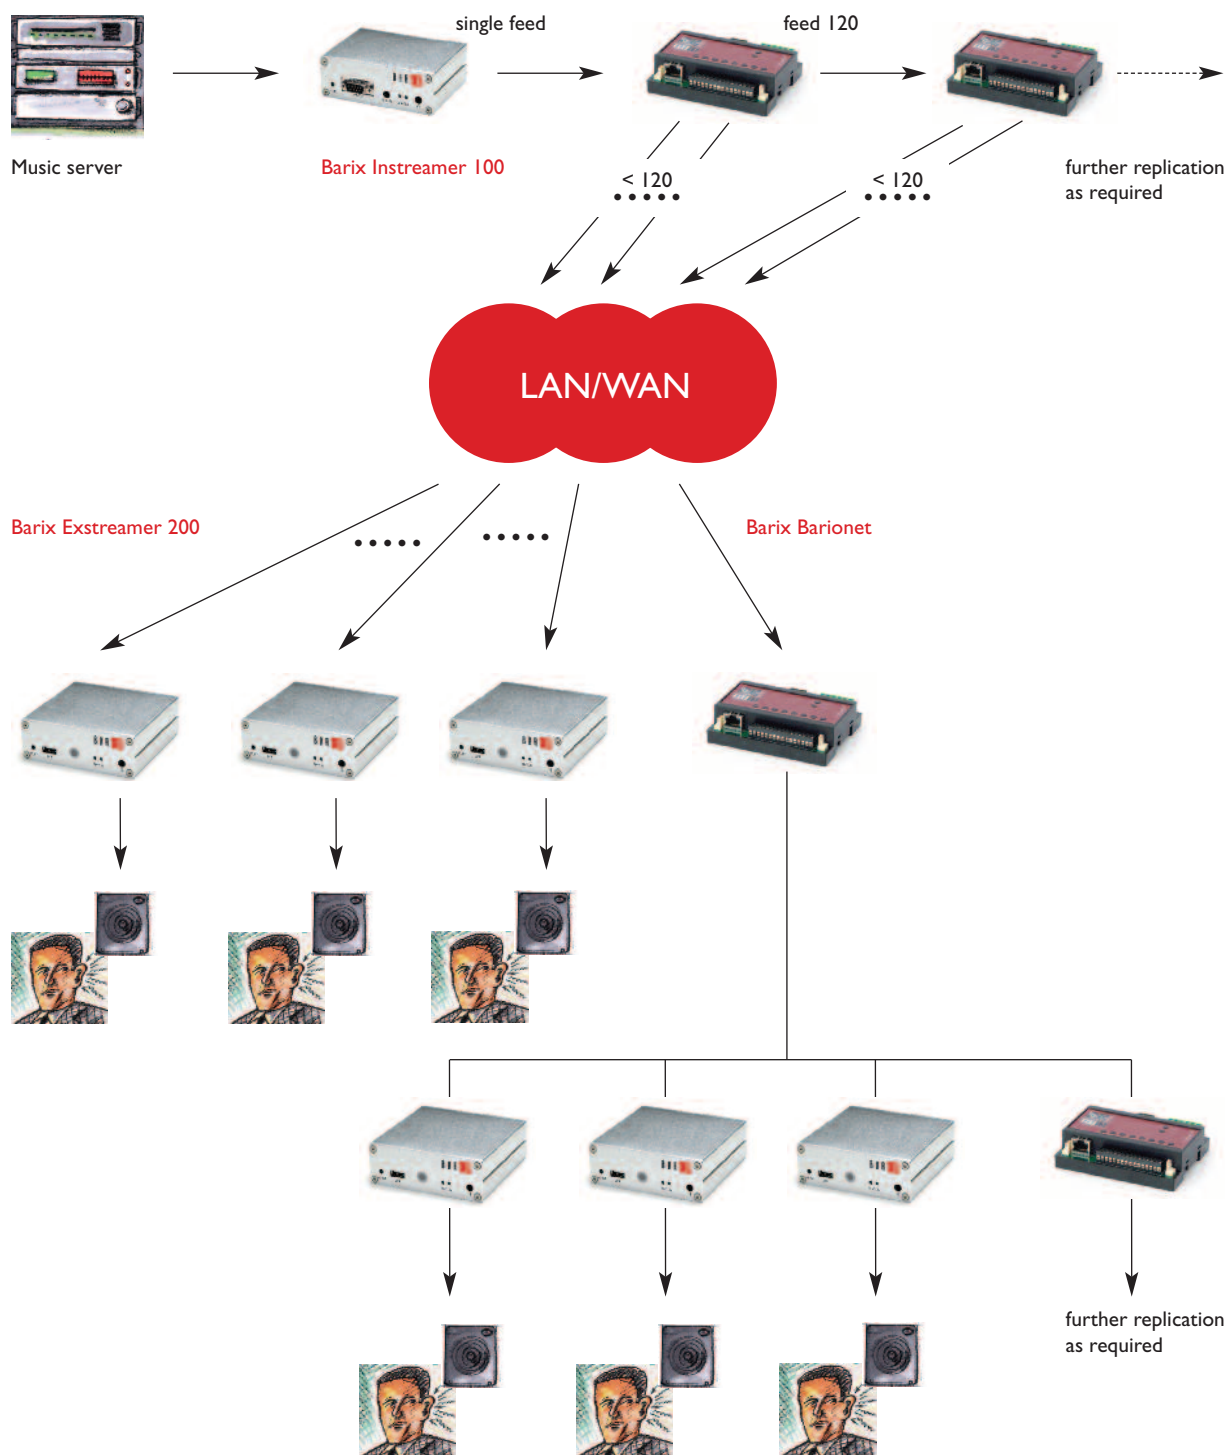 single feed
feed 120
Music server
Barix Instreamer 100
further replication
as required
< 120
< 120
LAN/WAN
Barix Exstreamer 200
Barix Barionet
further replication
as required